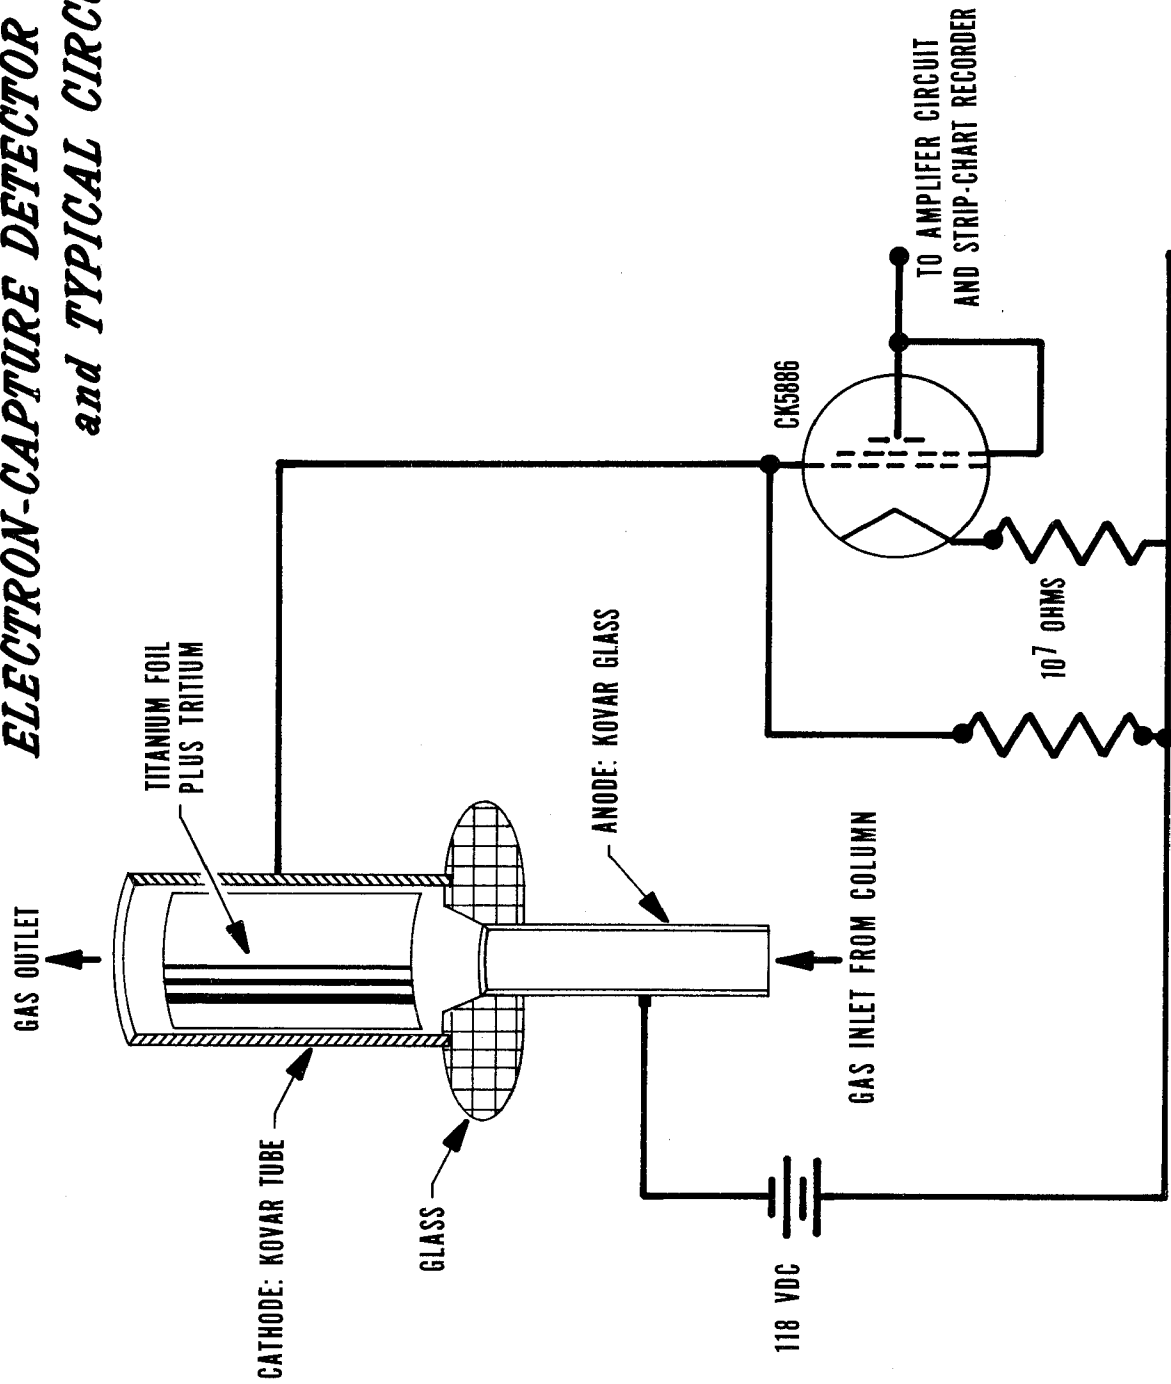 ELECTRON-CAPTURE DETECTOR
and TYPICAL
GAS OUTLET
TITANIUM FOIL
PLUS TRITIUM
CATHODE: KOVAR TUBE
GLASS
ANODE: KOVAR GLASS
GAS INLET FROM COLUMN
118 VDC
CK5886
10⁷ OHMS
TO AMPLIFER CIRCUIT
AND STRIP-CHART RECORDER